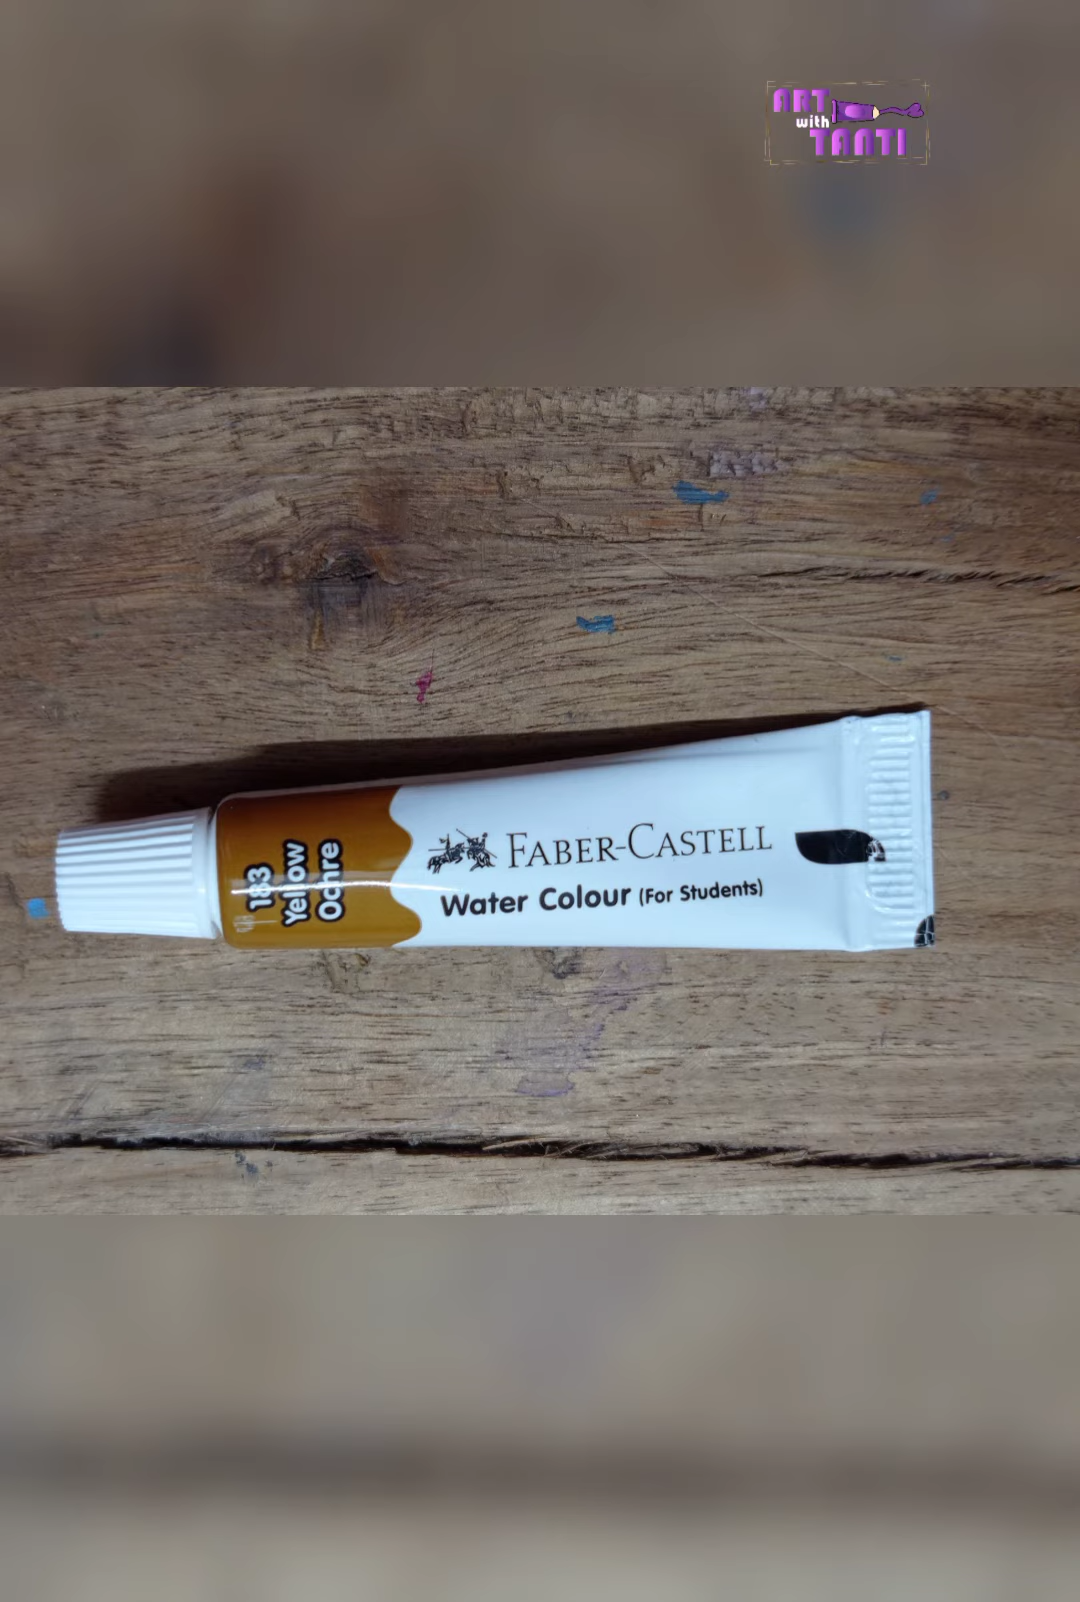 ART
with
TANTI
183
Yellow
Ochre
FABER-CASTELL
Water Colour (For Students)